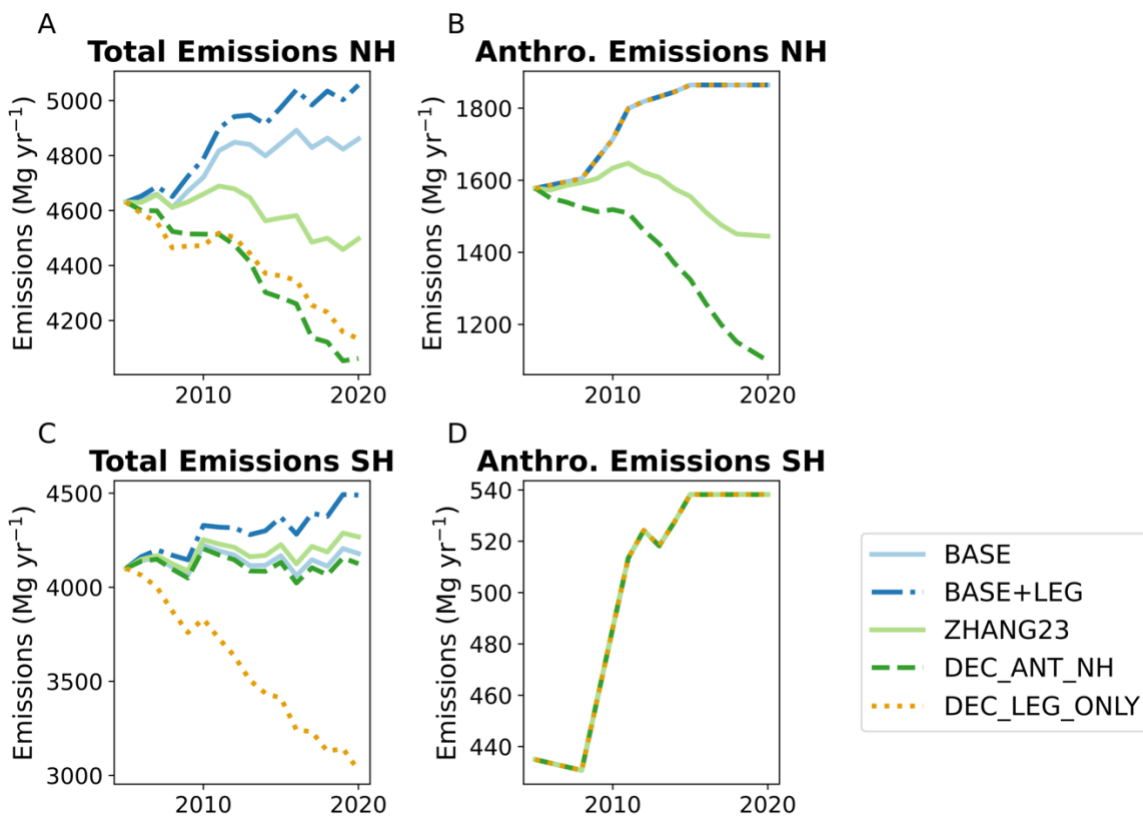 A
Total Emissions NH
Emissions (Mg yr⁻¹)
5000
4800
4600
4400
4200
2010
2020
B
Anthro. Emissions NH
Emissions (Mg yr⁻¹)
1800
1600
1400
1200
2010
2020
C
Total Emissions SH
Emissions (Mg yr⁻¹)
4500
4000
3500
3000
2010
2020
D
Anthro. Emissions SH
Emissions (Mg yr⁻¹)
540
520
500
480
460
440
2010
2020
BASE
BASE+LEG
ZHANG23
DEC_ANT_NH
DEC_LEG_ONLY